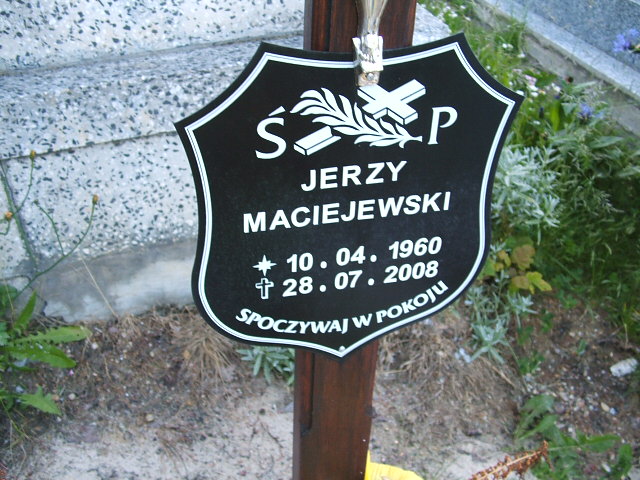 Ś P
JERZY
MACIEJEWSKI
10.04.1960
28.07.2008
SPOCZYWAJ W POKOJU